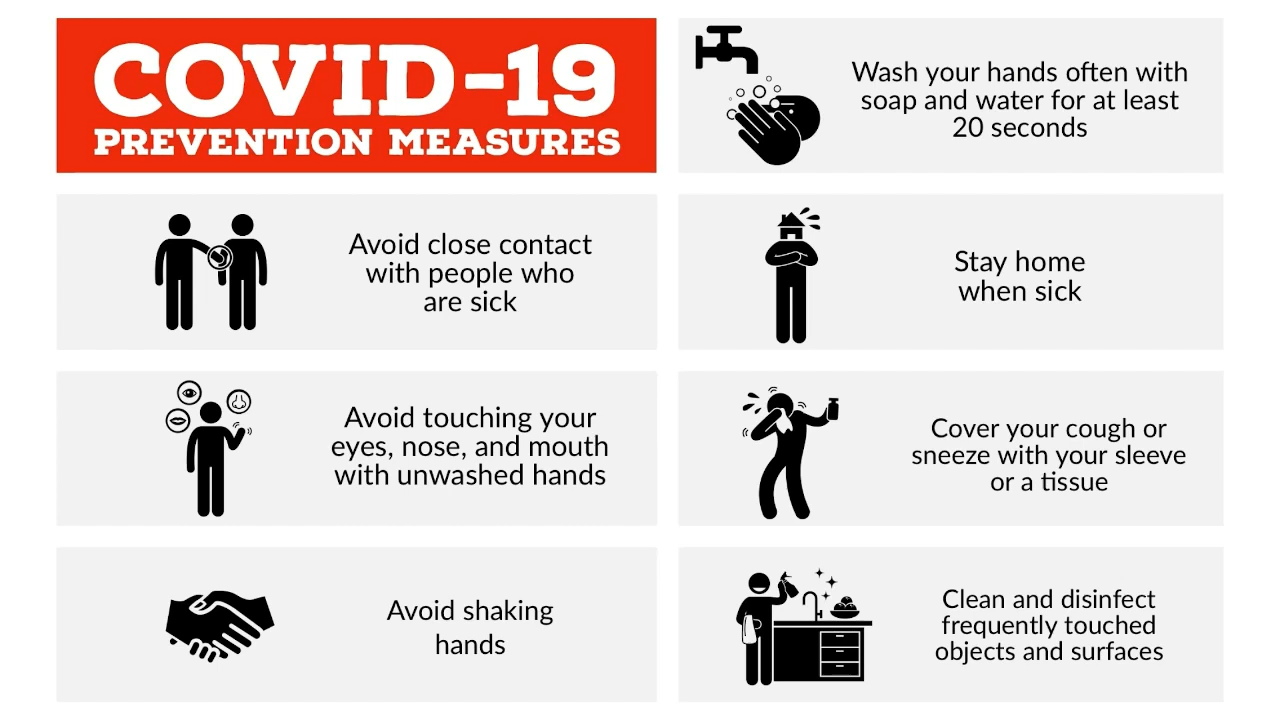 COVID-19
PREVENTION MEASURES
Wash your hands often with
soap and water for at least
20 seconds
Avoid close contact
with people who
are sick
Stay home
when sick
Avoid touching your
eyes, nose, and mouth
with unwashed hands
Cover your cough or
sneeze with your sleeve
or a tissue
Avoid shaking
hands
Clean and disinfect
frequently touched
objects and surfaces